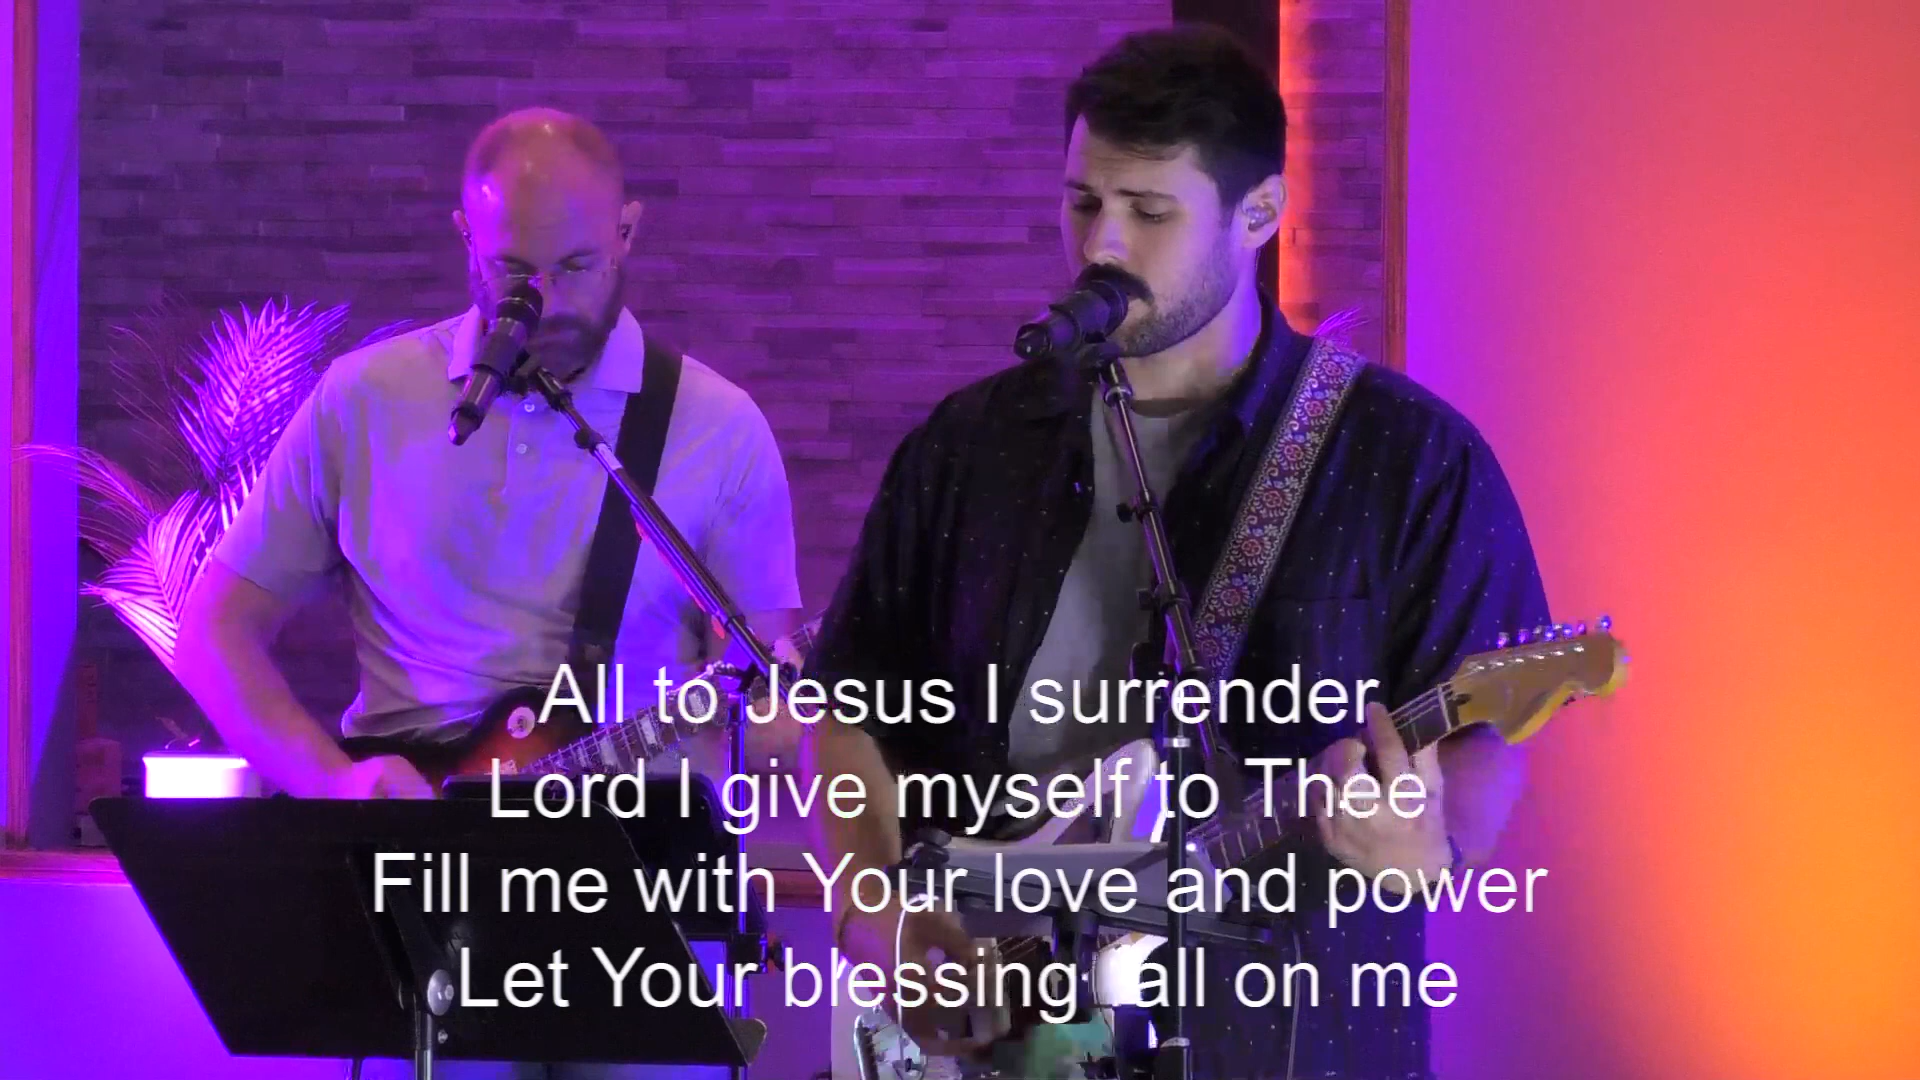 All to Jesus I surrender
Lord I give myself to Thee
Fill me with Your love and power
Let Your blessing fall on me